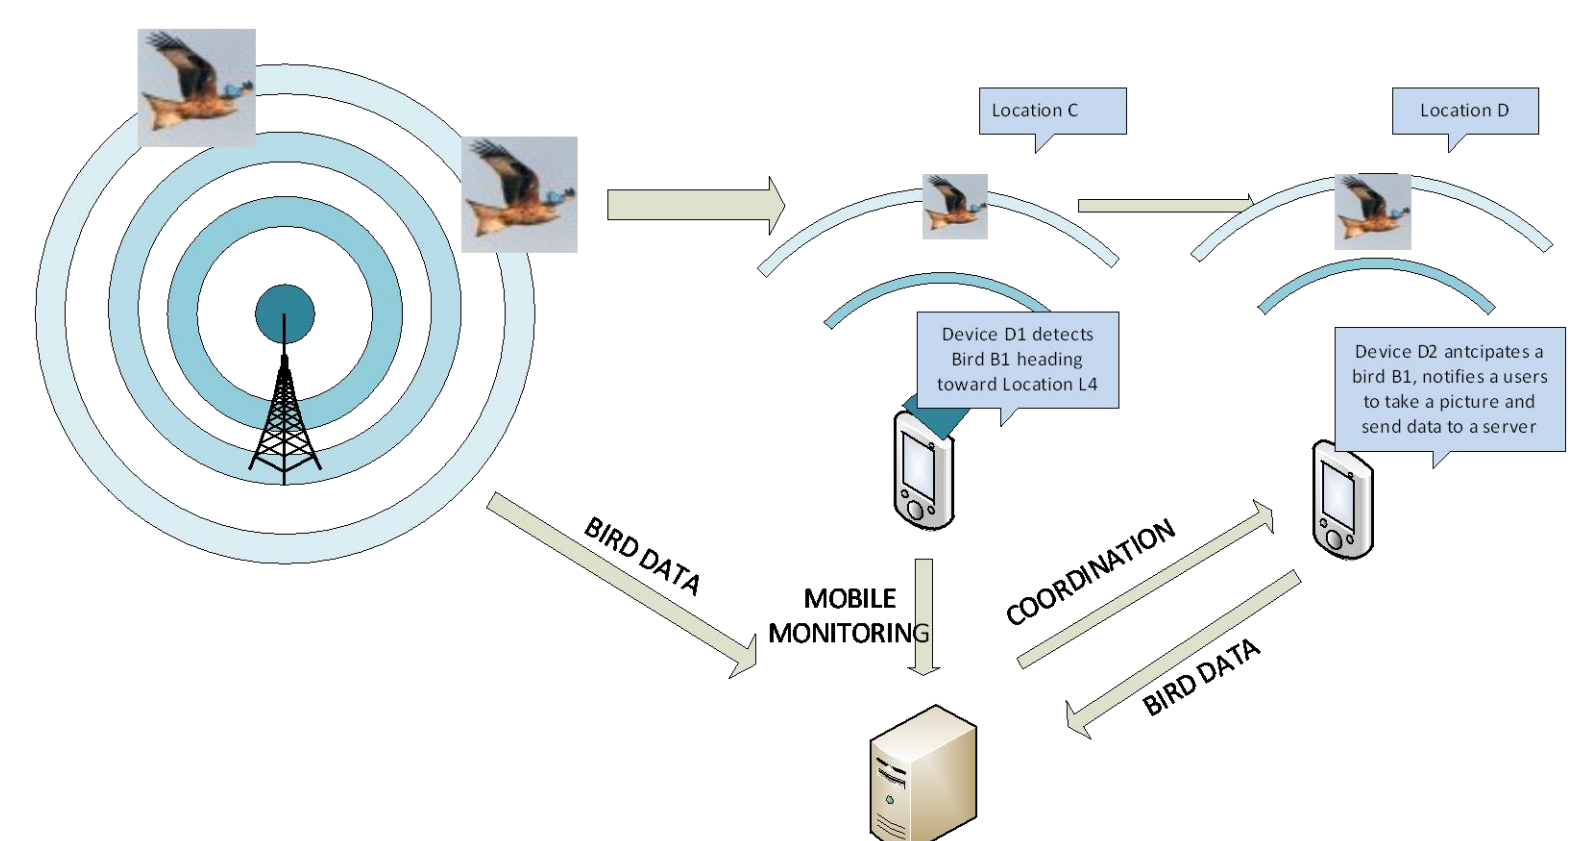 Location C
Location D
Device D1 detects
Bird B1 heading
toward Location L4
Device D2 antcipates a
bird B1, notifies a users
to take a picture and
send data to a server
BIRD DATA
MOBILE
MONITORING
COORDINATION
BIRD DATA